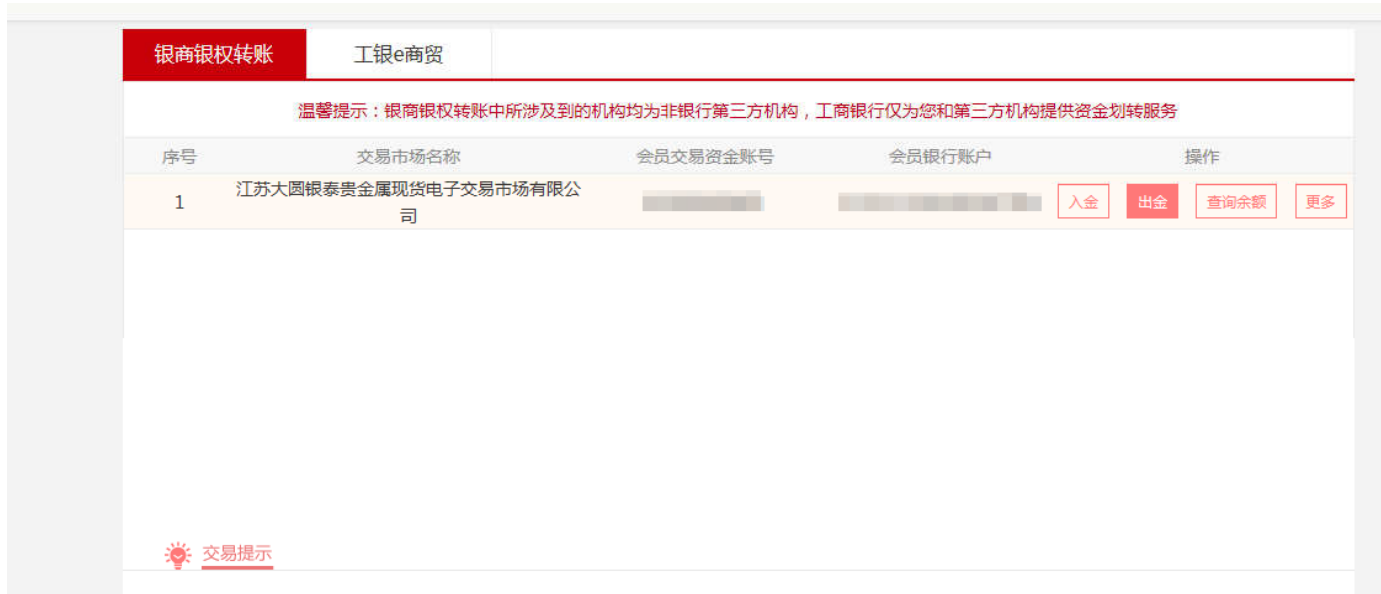 银商银权转账 工银e商贸
温馨提示：银商银权转账中所涉及到的机构均为非银行第三方机构，工商银行仅为您和第三方机构提供资金划转服务
序号 交易市场名称 会员交易资金账号 会员银行账户 操作
1 江苏大圆银泰贵金属现货电子交易市场有限公 入金 出金 查询余额 更多
司
交易提示